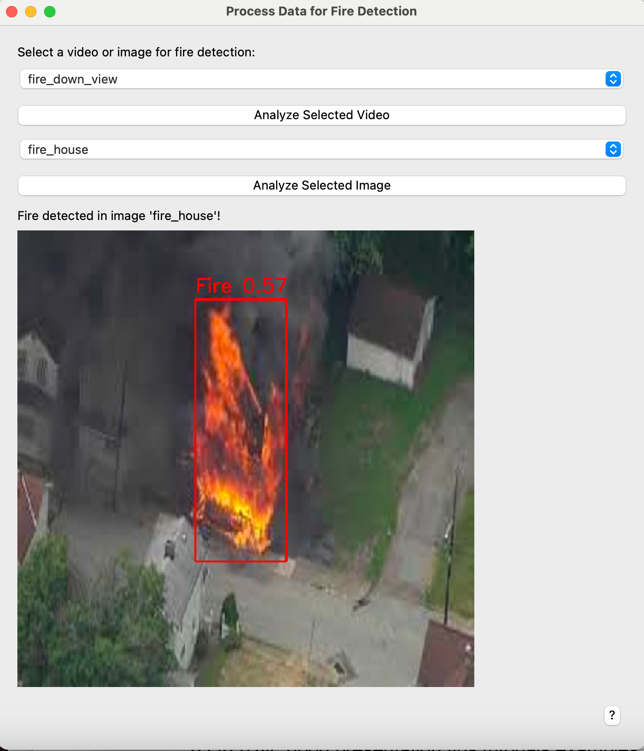 Process Data for Fire Detection
Select a video or image for fire detection:
fire_down_view
Analyze Selected Video
fire_house
Analyze Selected Image
Fire detected in image 'fire_house'!
Fire 0.57
?